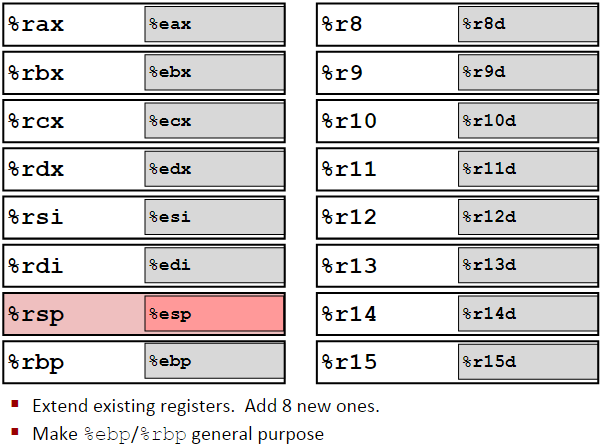 %rax %eax %r8 %r8d
%rbx %ebx %r9 %r9d
%rcx %ecx %r10 %r10d
%rdx %edx %r11 %r11d
%rsi %esi %r12 %r12d
%rdi %edi %r13 %r13d
%rsp %esp %r14 %r14d
%rbp %ebp %r15 %r15d
▪ Extend existing registers. Add 8 new ones.
▪ Make %ebp/%rbp general purpose